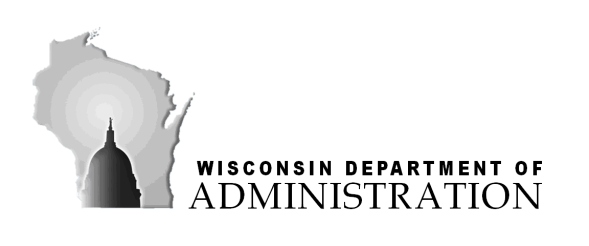 WISCONSIN DEPARTMENT OF
ADMINISTRATION